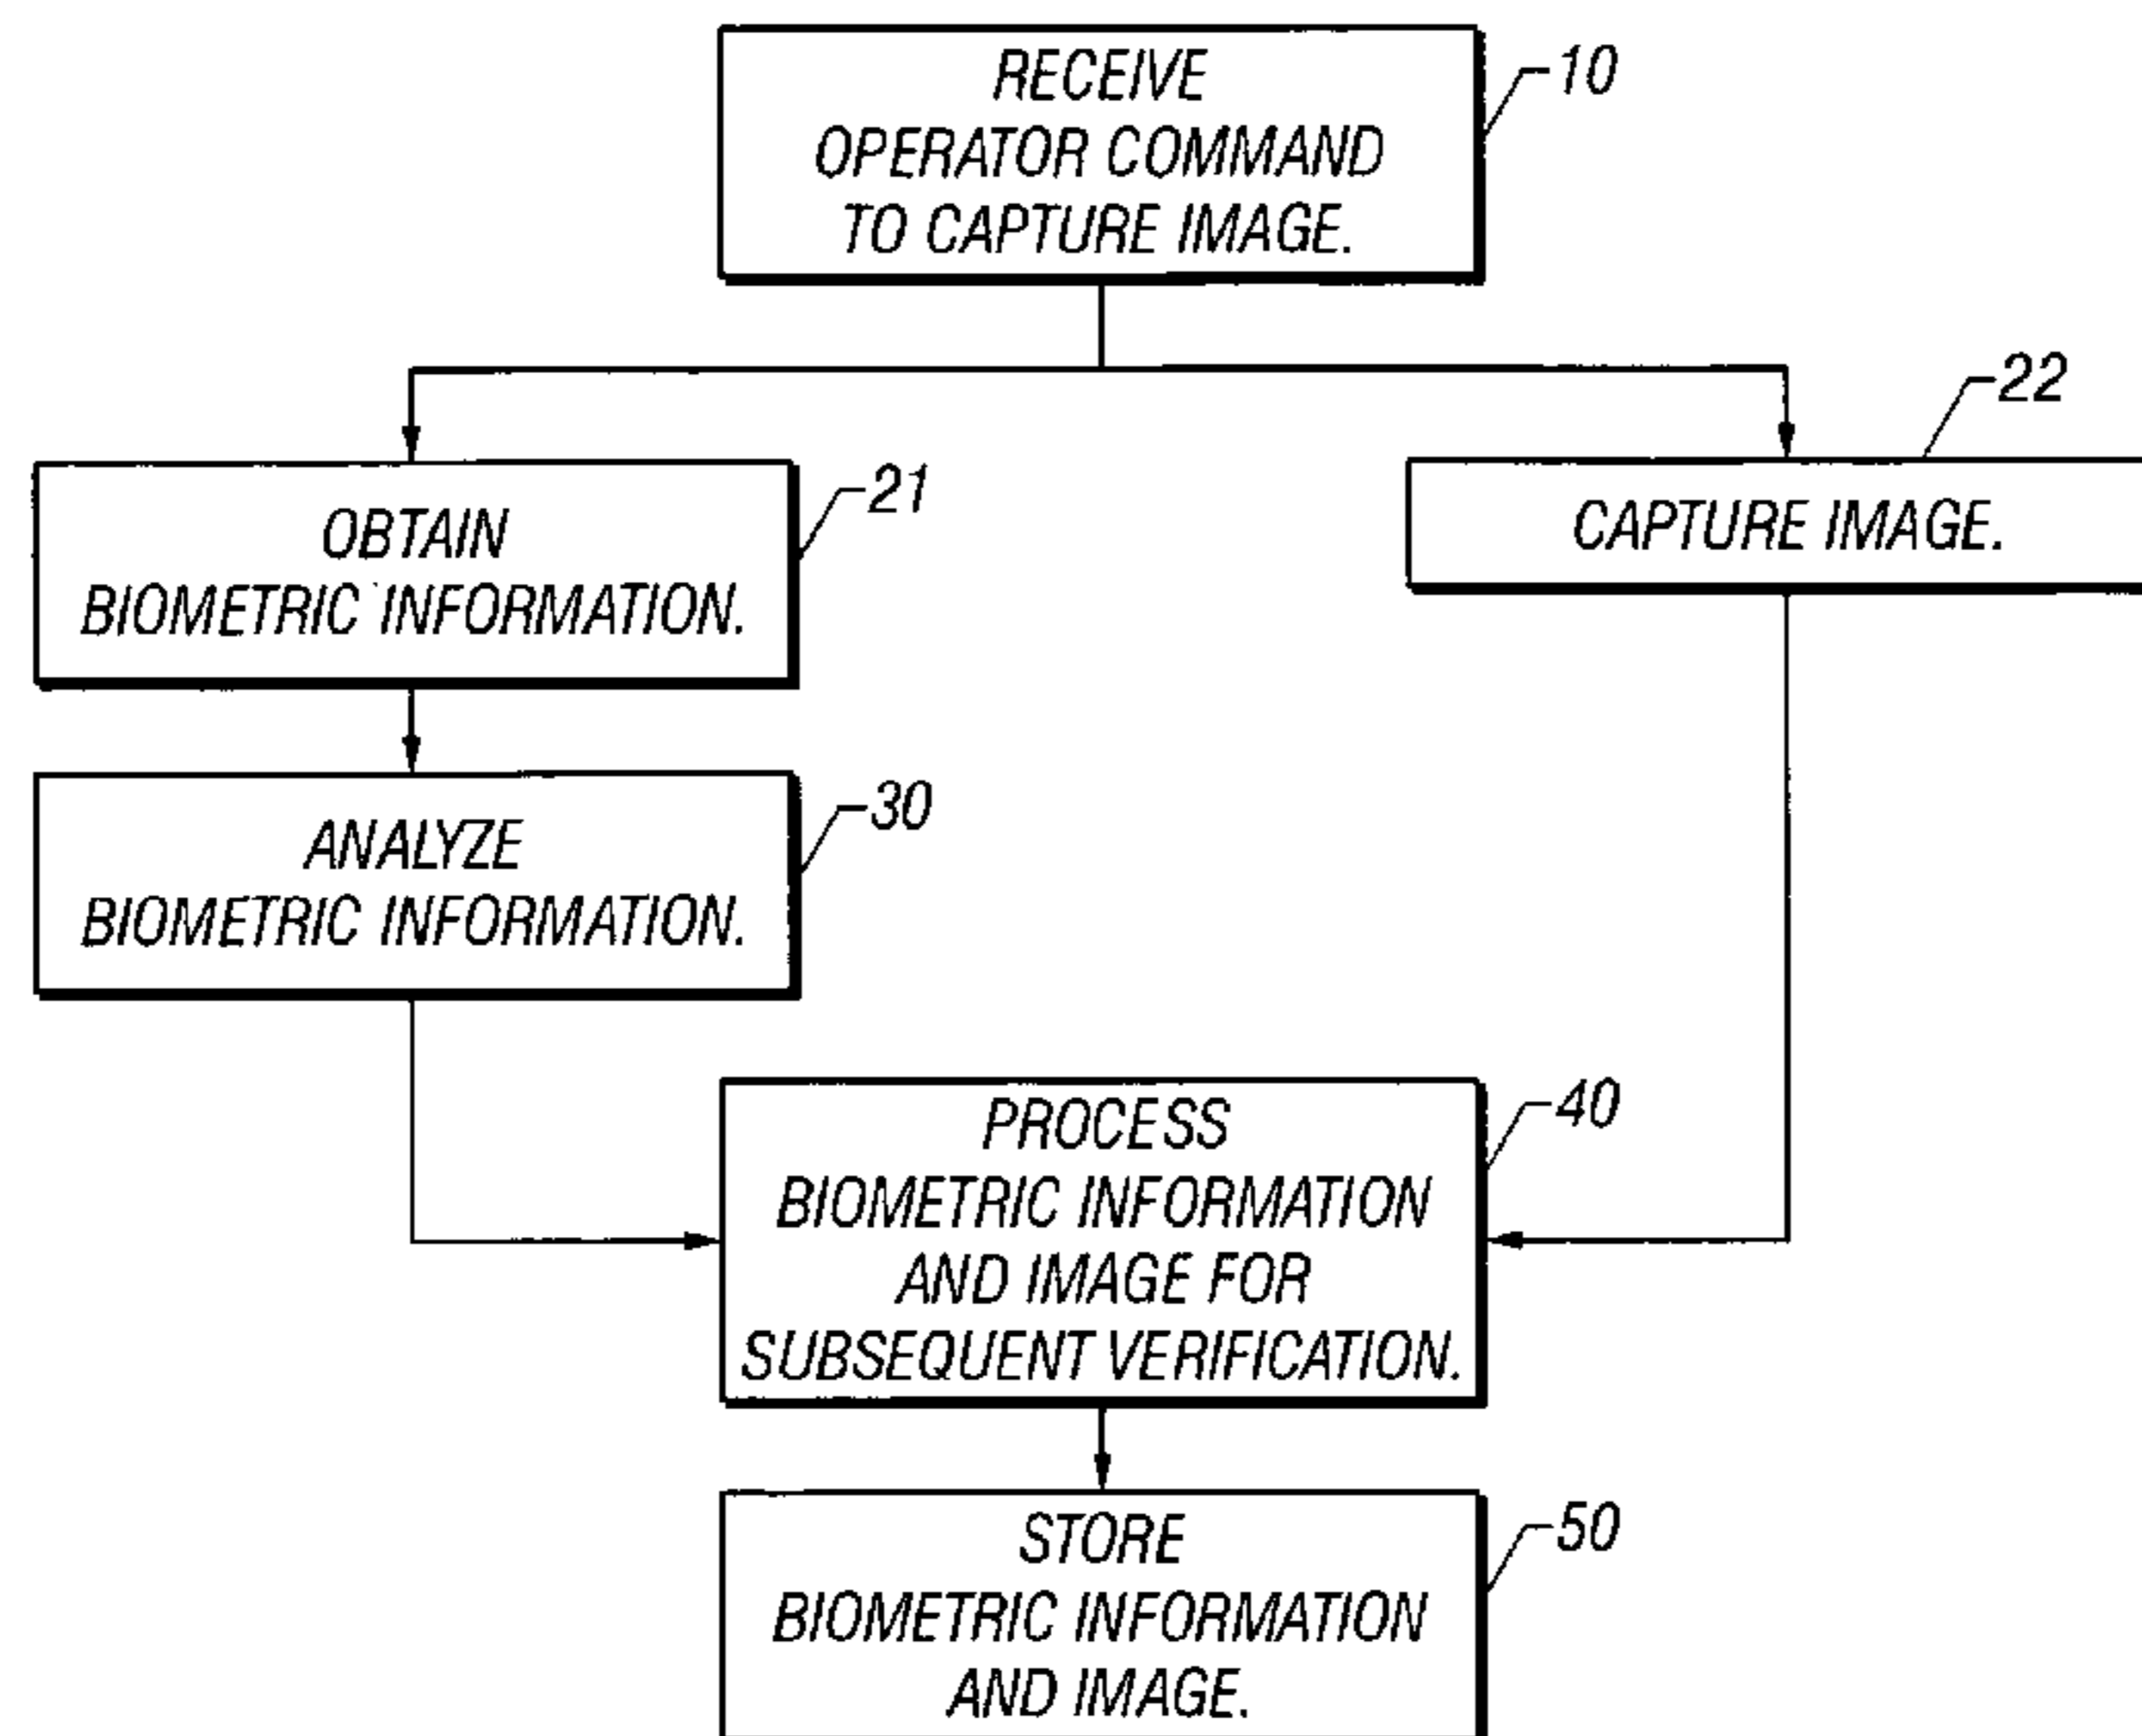 RECEIVE
OPERATOR COMMAND
TO CAPTURE IMAGE.
10
22
CAPTURE IMAGE.
21
OBTAIN
BIOMETRIC INFORMATION.
30
ANALYZE
BIOMETRIC INFORMATION.
40
PROCESS
BIOMETRIC INFORMATION
AND IMAGE FOR
SUBSEQUENT VERIFICATION.
50
STORE
BIOMETRIC INFORMATION
AND IMAGE.